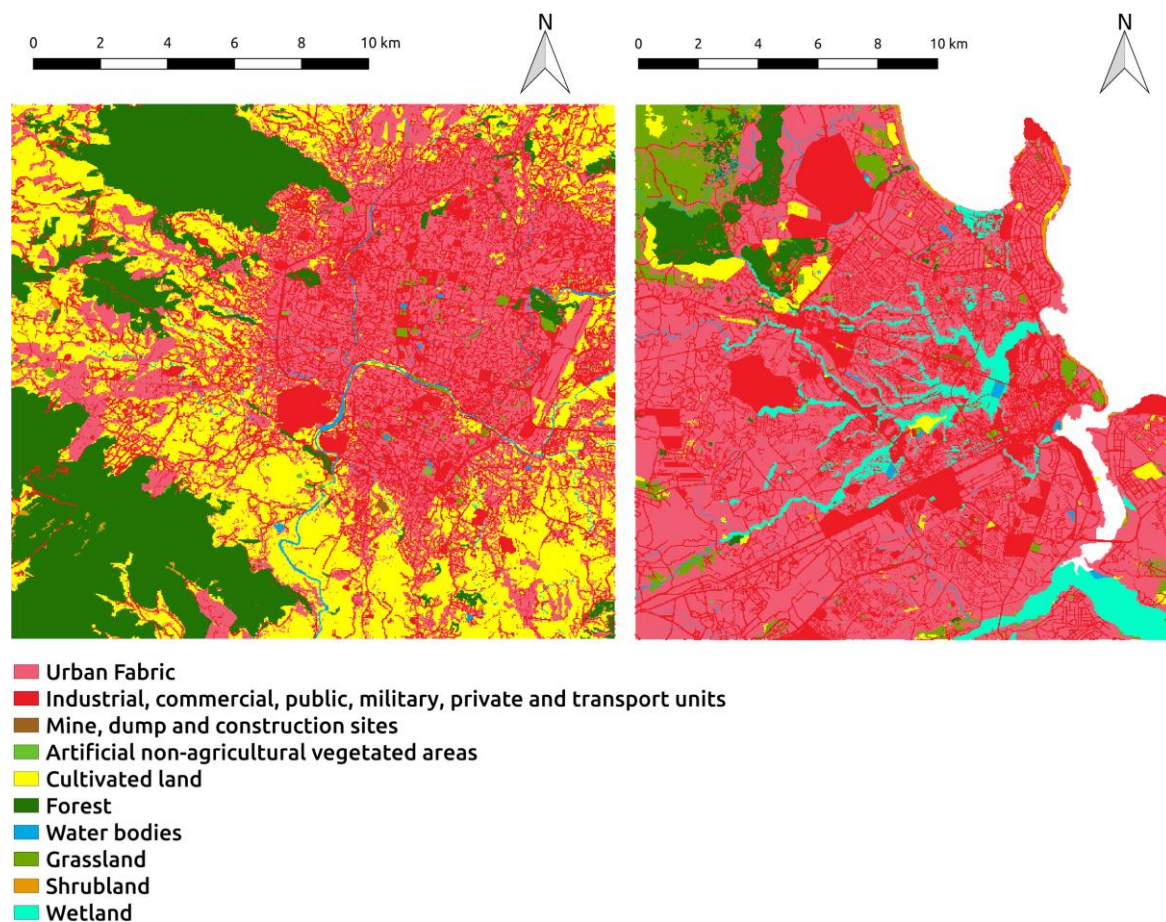 N
0 2 4 6 8 10 km
N
0 2 4 6 8 10 km
Urban Fabric
Industrial, commercial, public, military, private and transport units
Mine, dump and construction sites
Artificial non-agricultural vegetated areas
Cultivated land
Forest
Water bodies
Grassland
Shrubland
Wetland